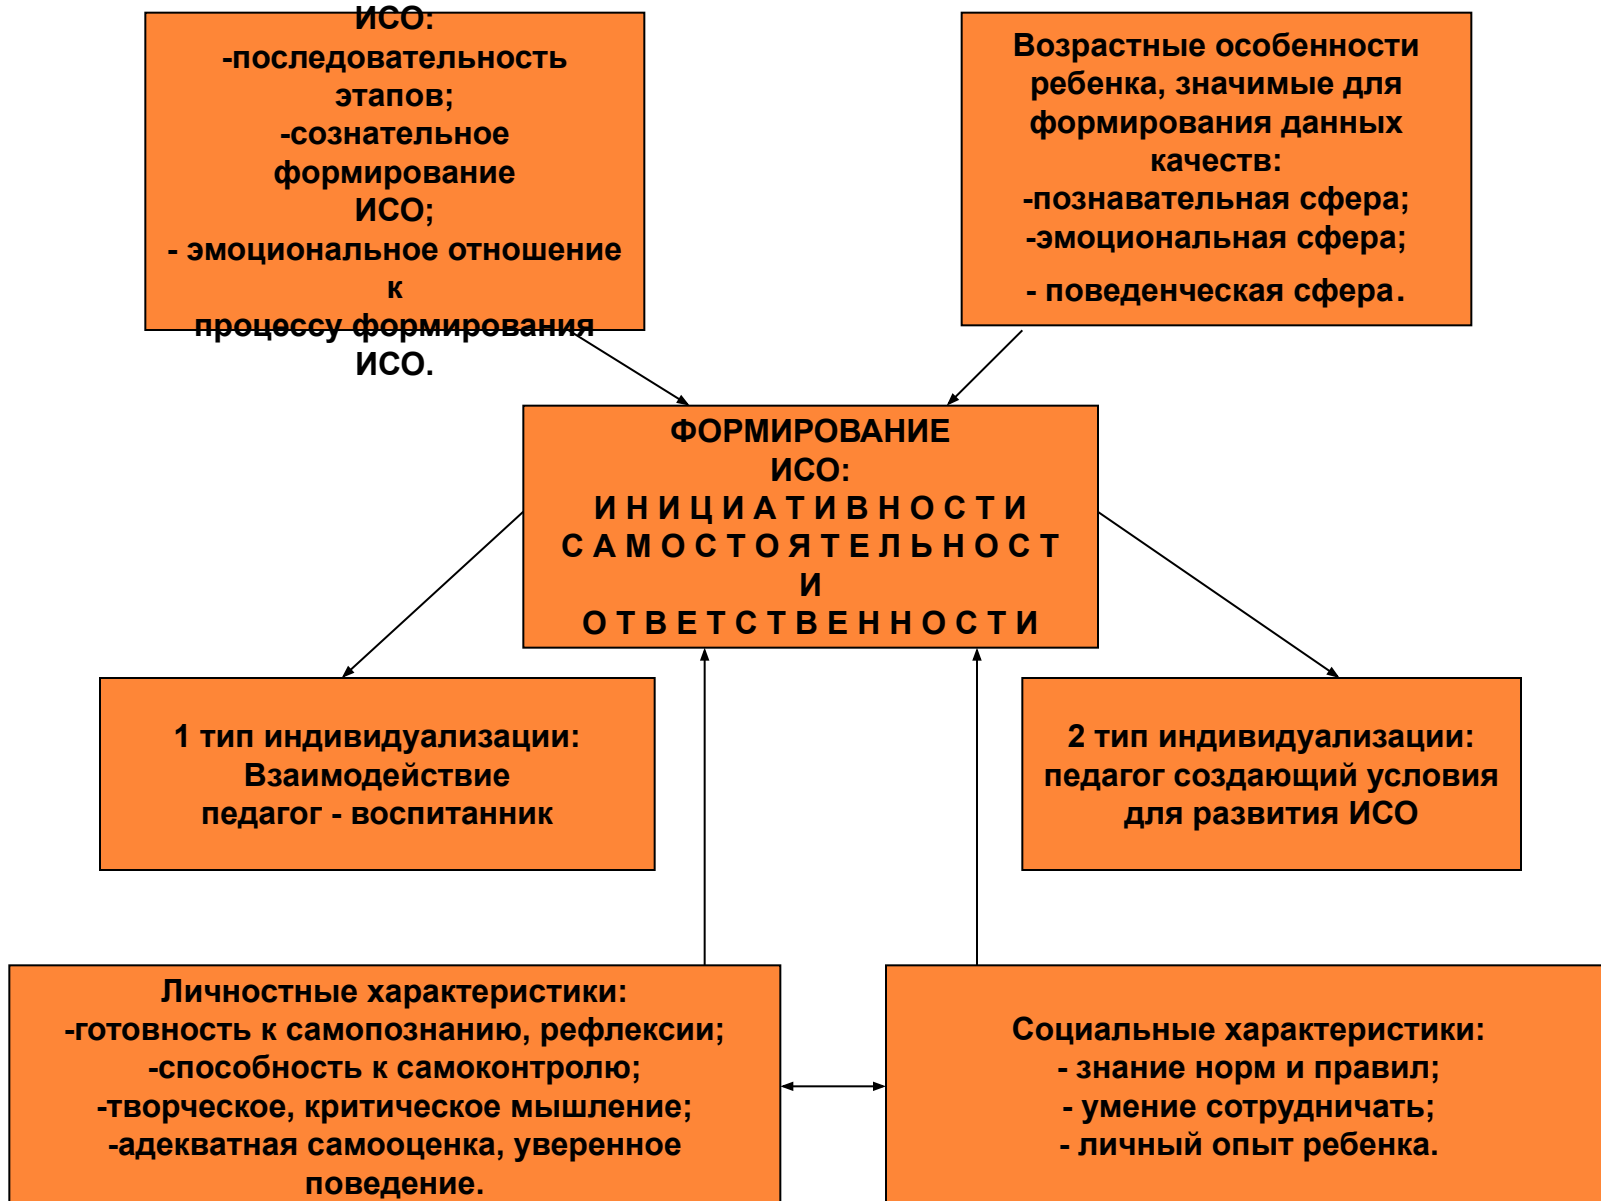 ИСО:
-последовательность
этапов;
-сознательное
формирование
ИСО;
- эмоциональное отношение
к
процессу формирования
ИСО.
Возрастные особенности
ребенка, значимые для
формирования данных
качеств:
-познавательная сфера;
-эмоциональная сфера;
- поведенческая сфера.
ФОРМИРОВАНИЕ
ИСО:
И Н И Ц И А Т И В Н О С Т И
С А М О С Т О Я Т Е Л Ь Н О С Т
И
О Т В Е Т С Т В Е Н Н О С Т И
1 тип индивидуализации:
Взаимодействие
педагог - воспитанник
2 тип индивидуализации:
педагог создающий условия
для развития ИСО
Личностные характеристики:
-готовность к самопознанию, рефлексии;
-способность к самоконтролю;
-творческое, критическое мышление;
-адекватная самооценка, уверенное
поведение.
Социальные характеристики:
- знание норм и правил;
- умение сотрудничать;
- личный опыт ребенка.